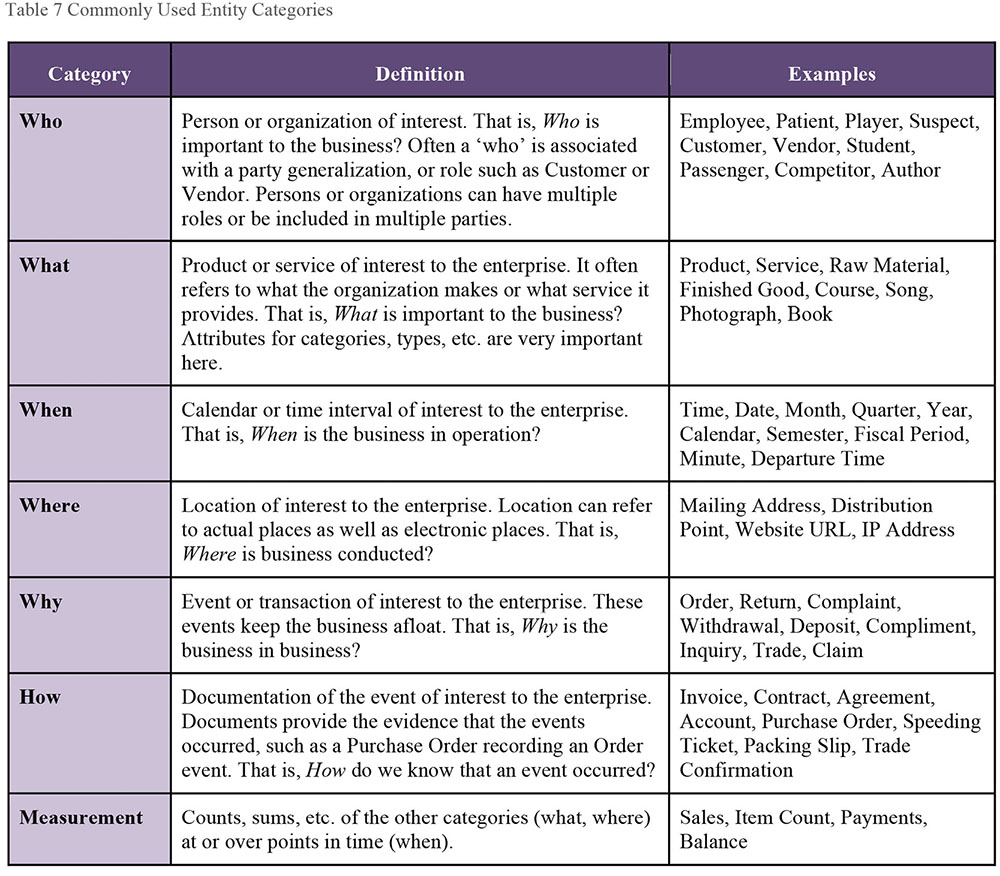 Table 7 Commonly Used Entity Categories
Category Definition Examples
Who
Person or organization of interest. That is, Who is
important to the business? Often a ‘who’ is associated
with a party generalization, or role such as Customer or
Vendor. Persons or organizations can have multiple
roles or be included in multiple parties.
Employee, Patient, Player, Suspect,
Customer, Vendor, Student,
Passenger, Competitor, Author
What
Product or service of interest to the enterprise. It often
refers to what the organization makes or what service it
provides. That is, What is important to the business?
Attributes for categories, types, etc. are very important
here.
Product, Service, Raw Material,
Finished Good, Course, Song,
Photograph, Book
When
Calendar or time interval of interest to the enterprise.
That is, When is the business in operation?
Time, Date, Month, Quarter, Year,
Calendar, Semester, Fiscal Period,
Minute, Departure Time
Where
Location of interest to the enterprise. Location can refer
to actual places as well as electronic places. That is,
Where is business conducted?
Mailing Address, Distribution
Point, Website URL, IP Address
Why
Event or transaction of interest to the enterprise. These
events keep the business afloat. That is, Why is the
business in business?
Order, Return, Complaint,
Withdrawal, Deposit, Compliment,
Inquiry, Trade, Claim
How
Documentation of the event of interest to the enterprise.
Documents provide the evidence that the events
occurred, such as a Purchase Order recording an Order
event. That is, How do we know that an event occurred?
Invoice, Contract, Agreement,
Account, Purchase Order, Speeding
Ticket, Packing Slip, Trade
Confirmation
Measurement
Counts, sums, etc. of the other categories (what, where)
at or over points in time (when).
Sales, Item Count, Payments,
Balance